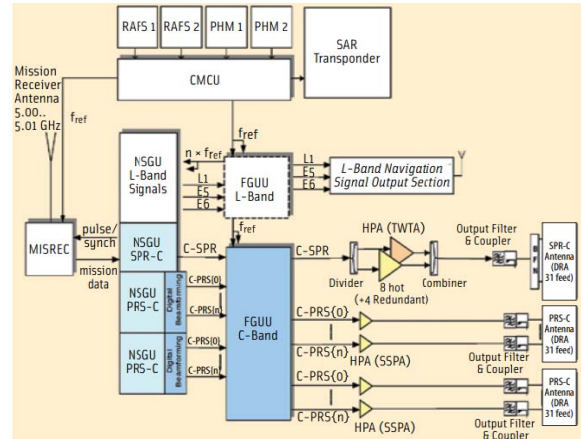 RAFS 1
RAFS 2
PHM 1
PHM 2
SAR
Transponder
CMCU
Mission
Receiver
Antenna
5.00..
5.01 GHz
fref
fref
n × fref
NSGU
L-Band
Signals
L1
E5
E6
FGUU
L-Band
L1
E5
E6
L-Band Navigation
Signal Output Section
fref
MISREC
pulse/
synch
mission
data
NSGU
SPR-C
C-SPR
NSGU
PRS-C
Digital
Beamforming
C-PRS(0)
C-PRS(n)
NSGU
PRS-C
Digital
Beamforming
C-PRS(0)
C-PRS(n)
FGUU
C-Band
C-SPR
HPA (TWTA)
Divider
8 hot
(+4 Redundant)
Combiner
Output Filter
& Coupler
B F N
SPR-C
Antenna
(DRA
31 feed)
C-PRS{0}
C-PRS{n}
HPA (SSPA)
Output Filter
& Coupler
PRS-C
Antenna
(DRA
31 feed)
C-PRS{0}
C-PRS{n}
HPA (SSPA)
Output Filter
& Coupler
PRS-C
Antenna
(DRA
31 feed)